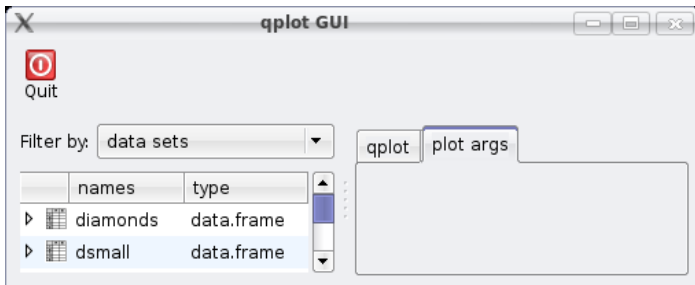 qplot GUI
Quit
Filter by: data sets
qplot plot args
names type
diamonds data.frame
dsmall data.frame